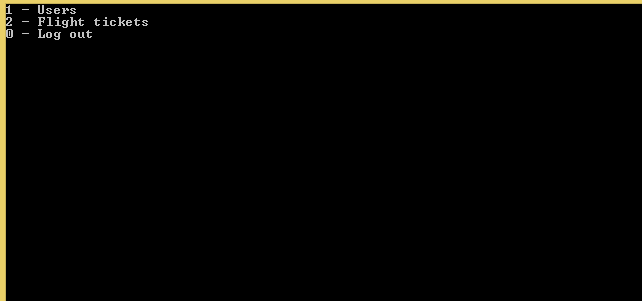 1 - Users
2 - Flight tickets
0 - Log out